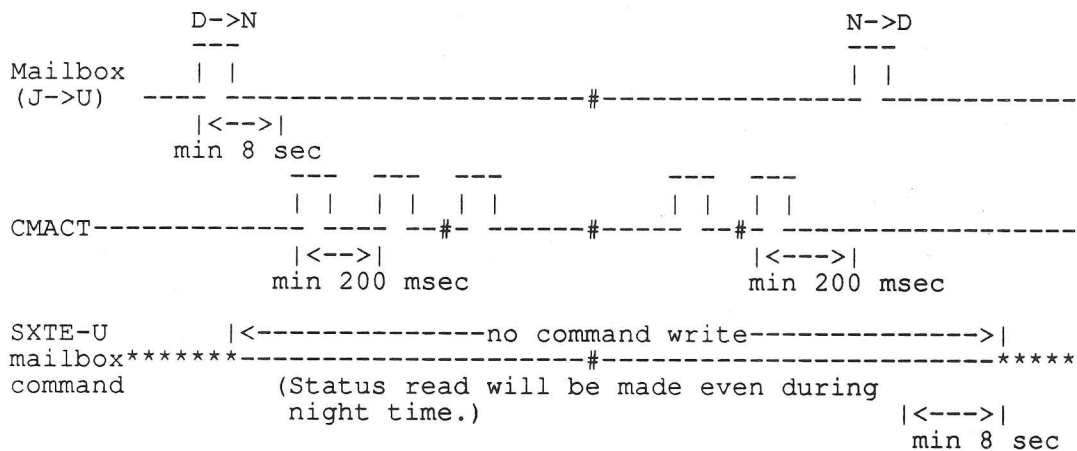 D->N N->D
--- ---
Mailbox | | | |
(J->U) ----- -----------------------#---------------- ------------
|<-->| 
min 8 sec
--- --- --- --- ---
| | | | | | | | | |
CMACT------------- -- --#- ------#------ --#- ------------------
|<-->| |<--->|
min 200 msec min 200 msec
SXTE-U |<--------------no command write------------->|
mailbox*******----------------------#-------------------------*****
command (Status read will be made even during
night time.) |<--->|
min 8 sec